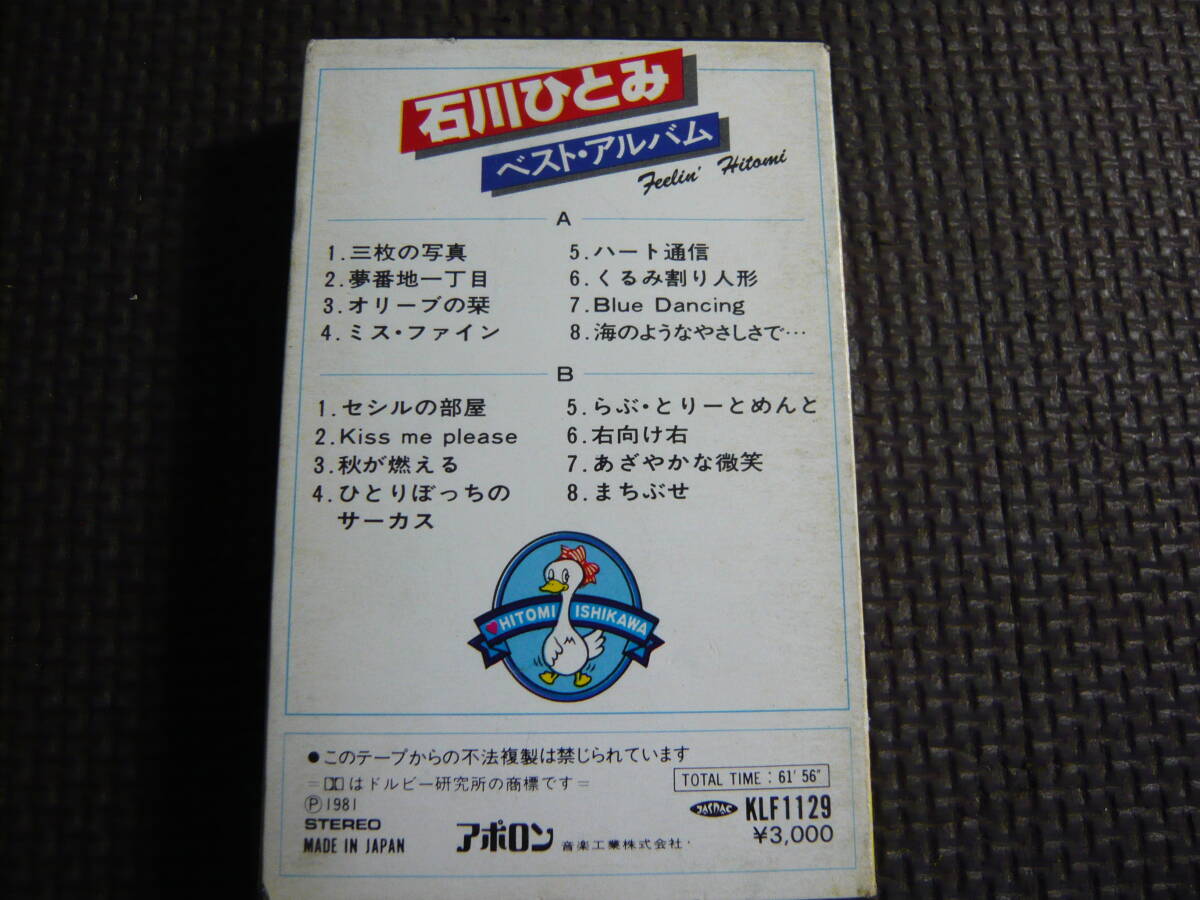 石川ひとみ
ベスト・アルバム
Feelin' Hitomi
A
1.三枚の写真
2.夢番地一丁目
3.オリーブの栞
4.ミス・ファイン
5.ハート通信
6.くるみ割り人形
7.Blue Dancing
8.海のようなやさしさで…
B
1.セシルの部屋
2.Kiss me please
3.秋が燃える
4.ひとりぼっちの
サーカス
5.らぶ・とりーとめんと
6.右向け右
7.あざやかな微笑
8.まちぶせ
HITOMI ISHIKAWA
●このテープからの不法複製は禁じられています
=はドルビー研究所の商標です=
TOTAL TIME : 61' 56"
Ⓟ1981
STEREO
MADE IN JAPAN
アポロン 音楽工業株式会社
JASRAC KLF1129
¥3,000